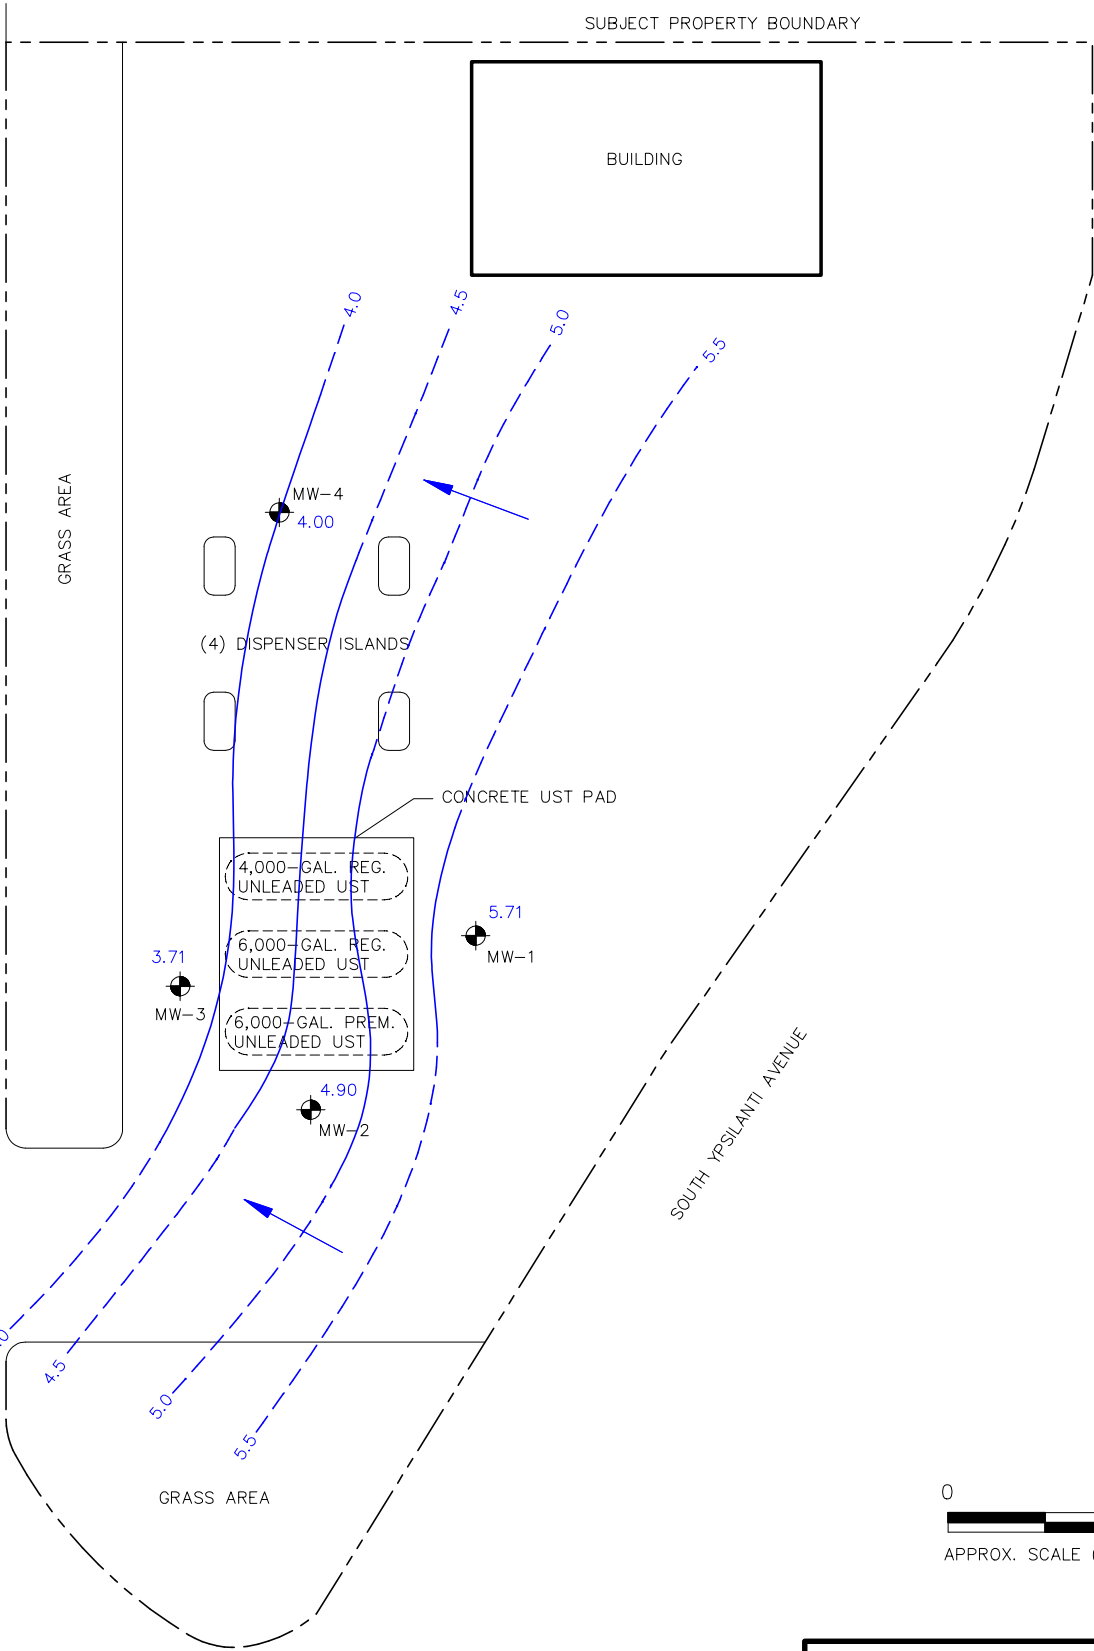 SUBJECT PROPERTY BOUNDARY
BUILDING
4.0
4.5
5.0
5.5
GRASS AREA
MW-4
4.00
(4) DISPENSER ISLANDS
CONCRETE UST PAD
4,000-GAL. REG.
UNLEADED UST
5.71
MW-1
6,000-GAL. REG.
UNLEADED UST
3.71
MW-3
6,000-GAL. PREM.
UNLEADED UST
4.90
MW-2
SOUTH YPSILANTI AVENUE
4.5
5.0
5.5
GRASS AREA
0
APPROX. SCALE